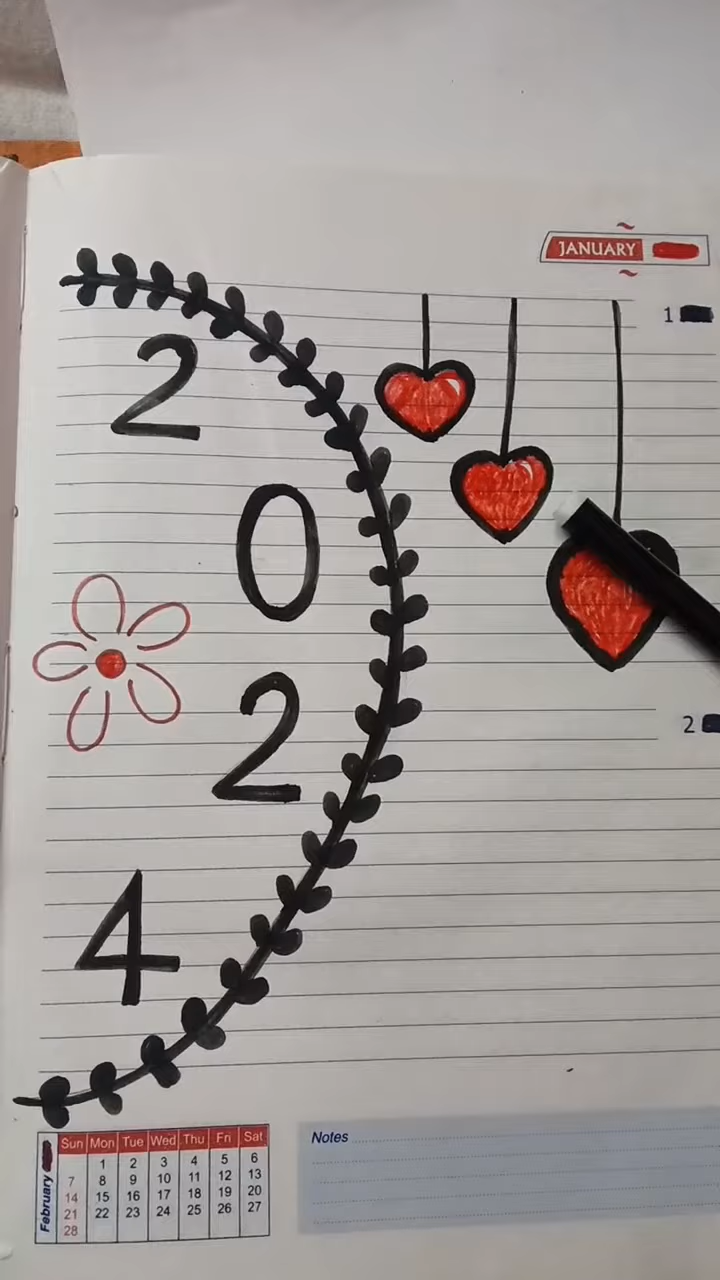 JANUARY
1
2
0
2
2
4
February
Sun Mon Tue Wed Thu Fri Sat
1 2 3 4 5 6
7 8 9 10 11 12 13
14 15 16 17 18 19 20
21 22 23 24 25 26 27
28
Notes